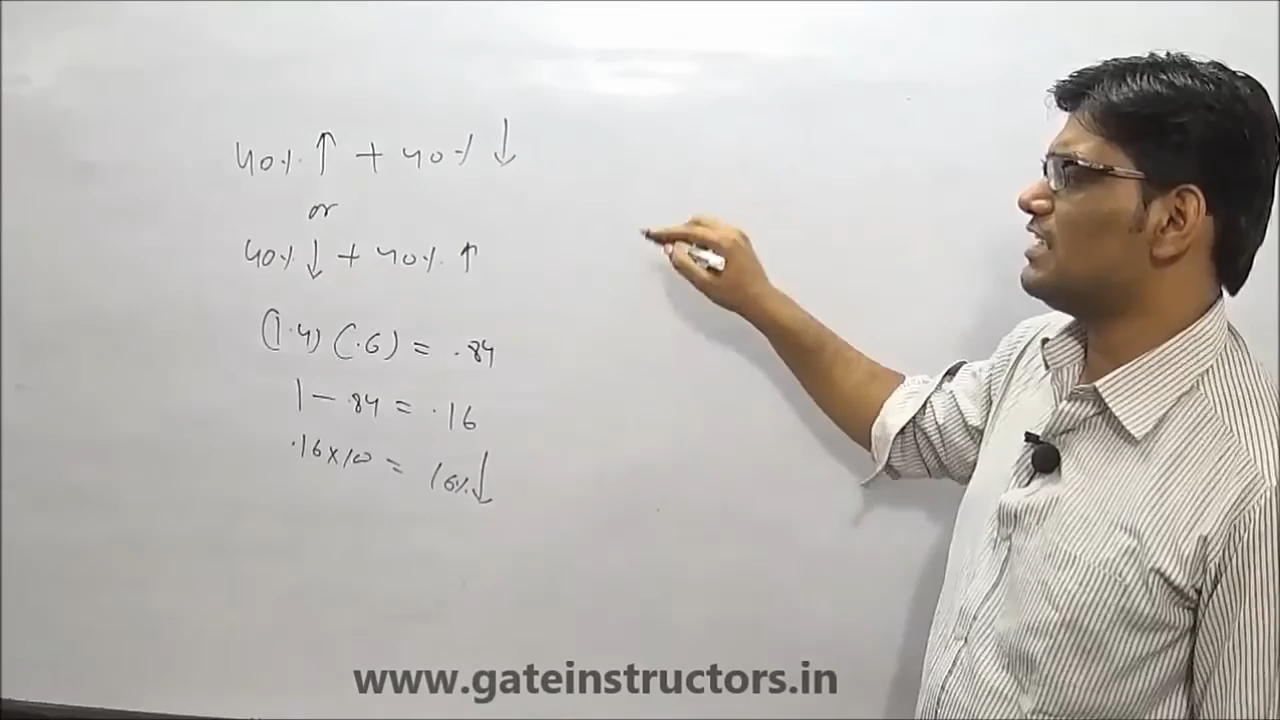 40% ↑ + 40% ↓
or
40% ↓ + 40% ↑
(1.4) (.6) = .84
1 - .84 = .16
.16 x 100 = 16% ↓
www.gateinstructors.in